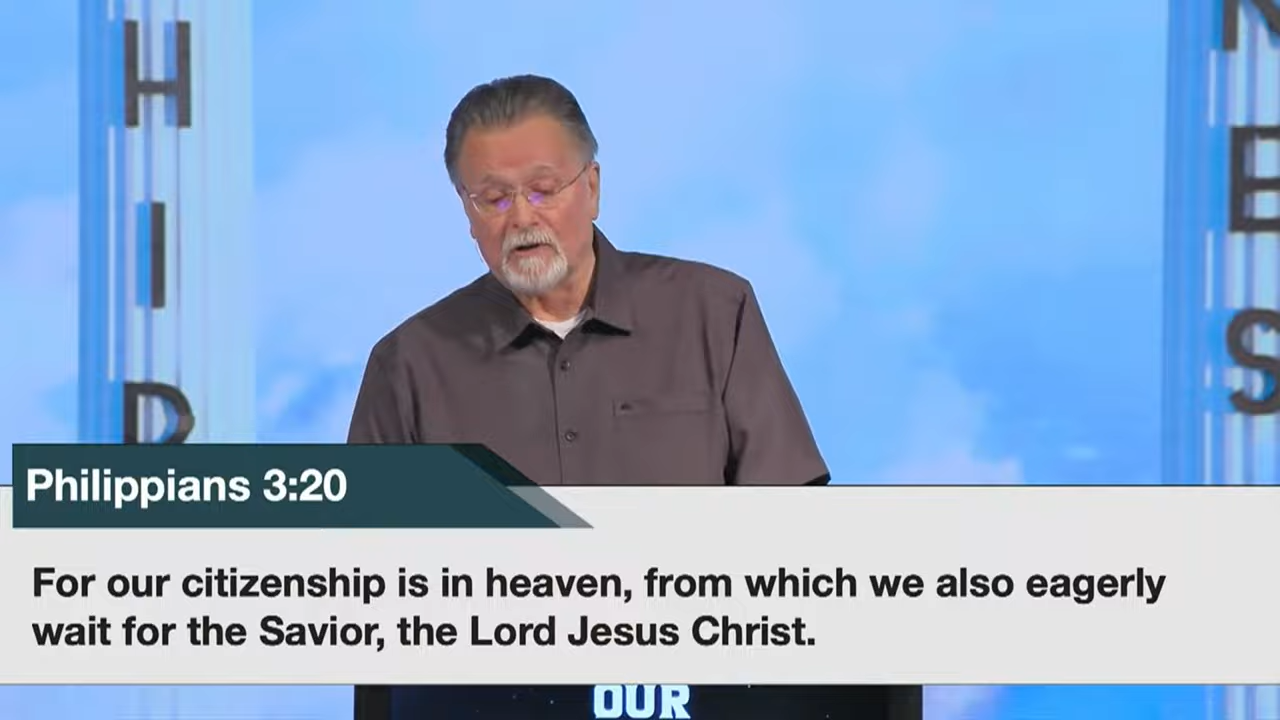 H
I
P
N
E
S
Philippians 3:20
For our citizenship is in heaven, from which we also eagerly
wait for the Savior, the Lord Jesus Christ.
OUR